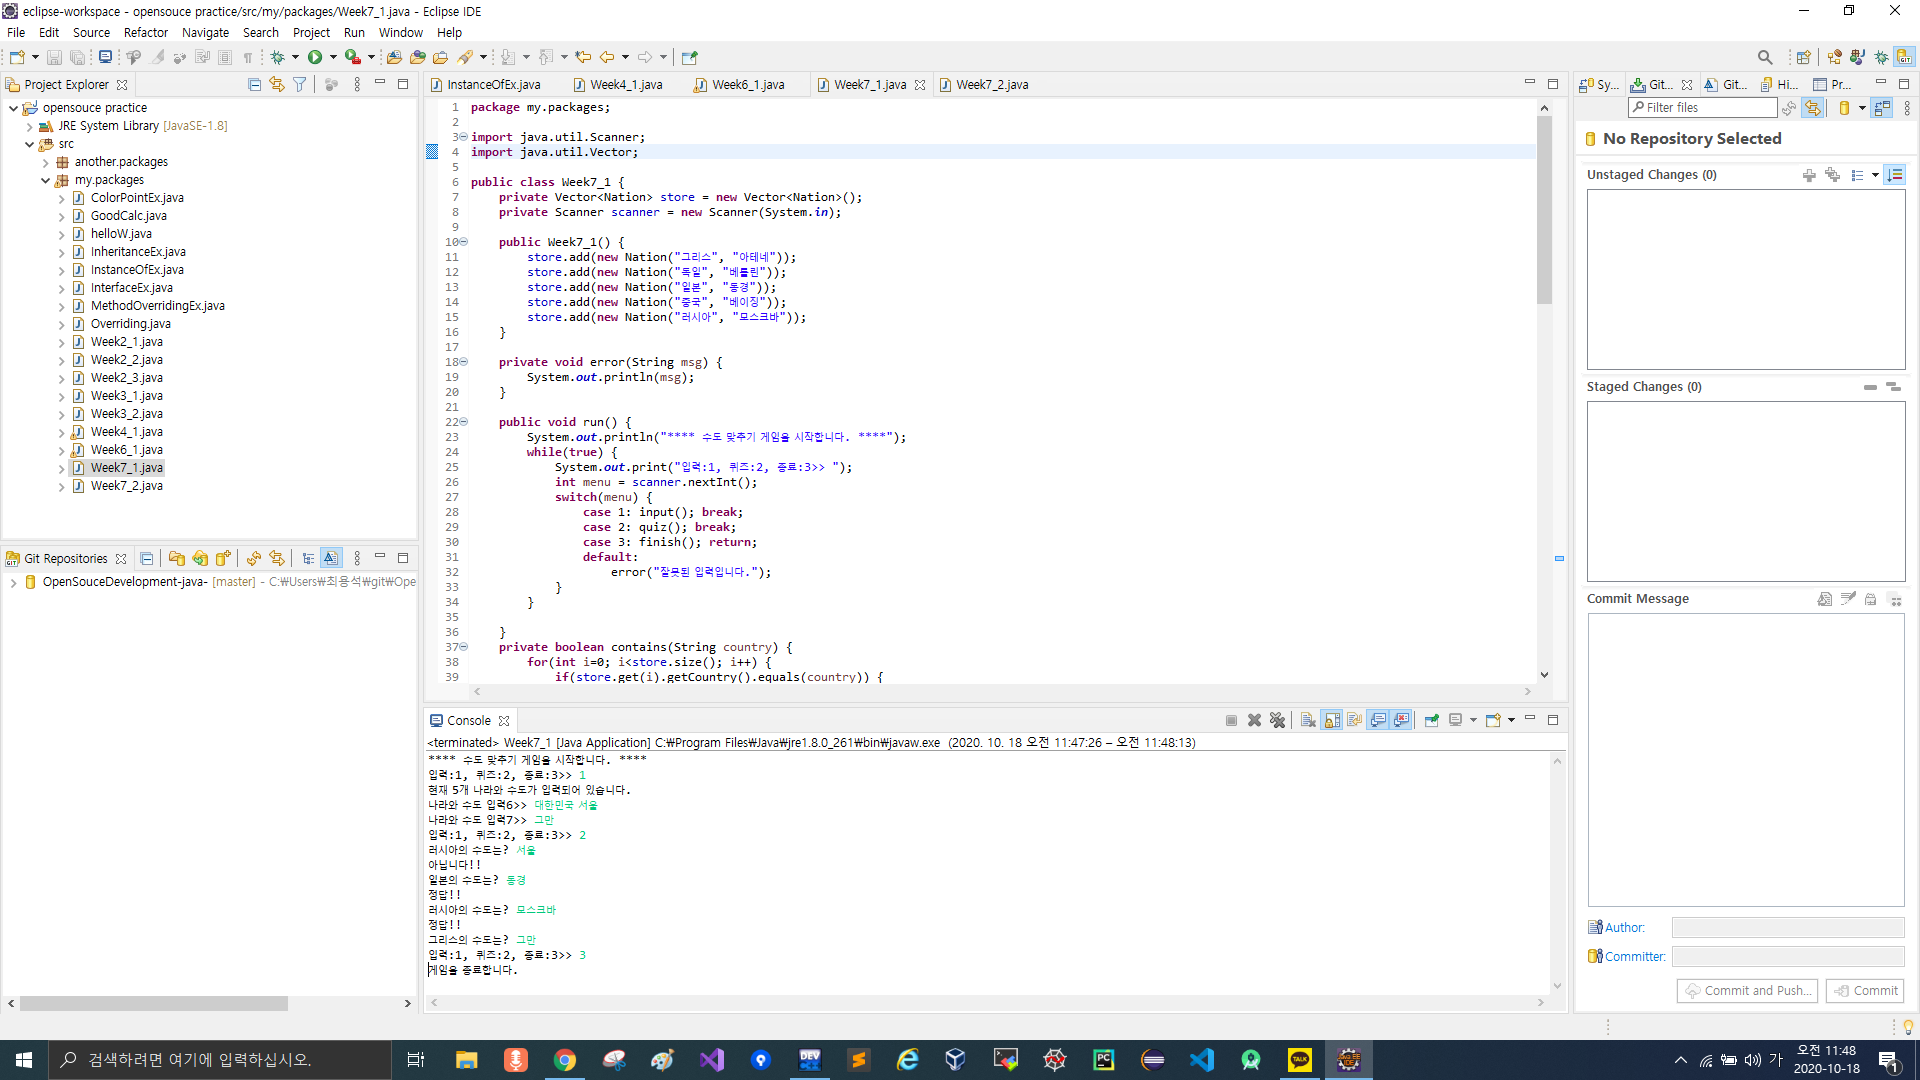 eclipse-workspace - opensouce practice/src/my/packages/Week7_1.java - Eclipse IDE
File Edit Source Refactor Navigate Search Project Run Window Help
Project Explorer
opensouce practice
JRE System Library [JavaSE-1.8]
src
another.packages
my.packages
ColorPointEx.java
GoodCalc.java
helloW.java
InheritanceEx.java
InstanceOfEx.java
InterfaceEx.java
MethodOverridingEx.java
Overriding.java
Week2_1.java
Week2_2.java
Week2_3.java
Week3_1.java
Week3_2.java
Week4_1.java
Week6_1.java
Week7_1.java
Week7_2.java
Git Repositories
OpenSouceDevelopment-java- [master] - C:₩Users₩최용석₩git₩Ope
InstanceOfEx.java Week4_1.java Week6_1.java Week7_1.java Week7_2.java
1 package my.packages;
2
3 import java.util.Scanner;
4 import java.util.Vector;
5
6 public class Week7_1 {
7 private Vector<Nation> store = new Vector<Nation>();
8 private Scanner scanner = new Scanner(System.in);
9
10 public Week7_1() {
11 store.add(new Nation("그리스", "아테네"));
12 store.add(new Nation("독일", "베를린"));
13 store.add(new Nation("일본", "동경"));
14 store.add(new Nation("중국", "베이징"));
15 store.add(new Nation("러시아", "모스크바"));
16 }
17
18 private void error(String msg) {
19 System.out.println(msg);
20 }
21
22 public void run() {
23 System.out.println("**** 수도 맞추기 게임을 시작합니다. ****");
24 while(true) {
25 System.out.print("입력:1, 퀴즈:2, 종료:3>> ");
26 int menu = scanner.nextInt();
27 switch(menu) {
28 case 1: input(); break;
29 case 2: quiz(); break;
30 case 3: finish(); return;
31 default:
32 error("잘못된 입력입니다.");
33 }
34 }
35
36 }
37 private boolean contains(String country) {
38 for(int i=0; i<store.size(); i++) {
39 if(store.get(i).getCountry().equals(country)) {
Console
<terminated> Week7_1 [Java Application] C:₩Program Files₩Java₩jre1.8.0_261₩bin₩javaw.exe (2020. 10. 18 오전 11:47:26 – 오전 11:48:13)
**** 수도 맞추기 게임을 시작합니다. ****
입력:1, 퀴즈:2, 종료:3>> 1
현재 5개 나라와 수도가 입력되어 있습니다.
나라와 수도 입력6>> 대한민국 서울
나라와 수도 입력7>> 그만
입력:1, 퀴즈:2, 종료:3>> 2
러시아의 수도는? 서울
아닙니다!!
일본의 수도는? 동경
정답!!
러시아의 수도는? 모스크바
정답!!
그리스의 수도는? 그만
입력:1, 퀴즈:2, 종료:3>> 3
게임을 종료합니다.
Sy... Git... Git... Hi... Pr...
Filter files
No Repository Selected
Unstaged Changes (0)
Staged Changes (0)
Commit Message
Author:
Committer:
Commit and Push... Commit
검색하려면 여기에 입력하십시오.
가 오전 11:48
2020-10-18
1